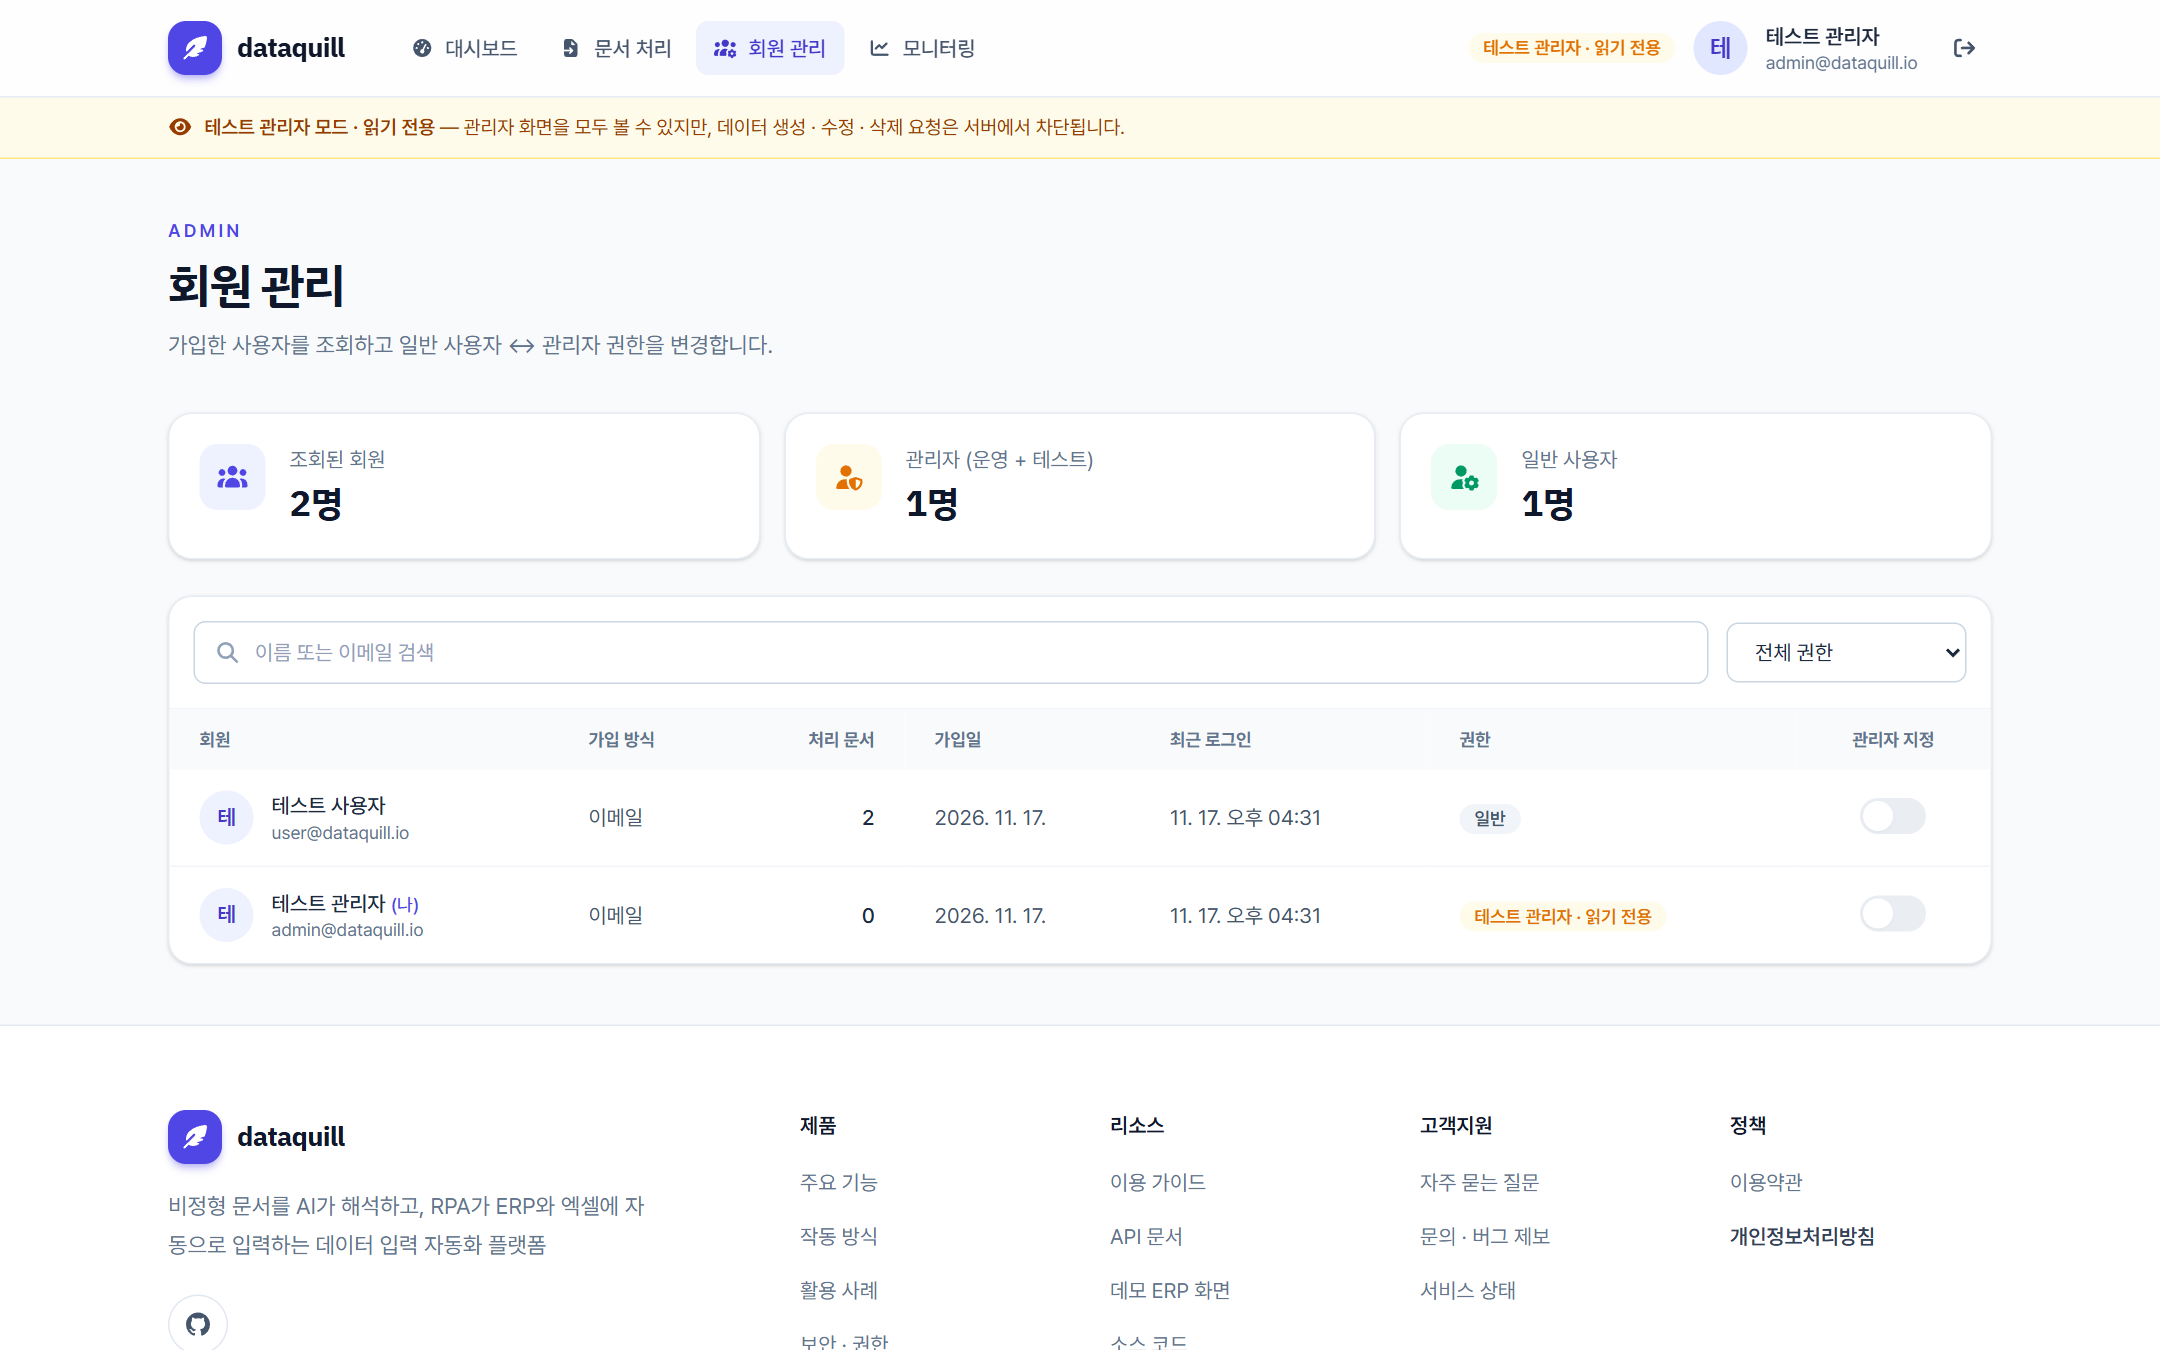 dataquill
대시보드
문서 처리
회원 관리
모니터링
테스트 관리자 · 읽기 전용
테
테스트 관리자
admin@dataquill.io
테스트 관리자 모드 · 읽기 전용 — 관리자 화면을 모두 볼 수 있지만, 데이터 생성 · 수정 · 삭제 요청은 서버에서 차단됩니다.
ADMIN
회원 관리
가입한 사용자를 조회하고 일반 사용자 ↔ 관리자 권한을 변경합니다.
조회된 회원
2명
관리자 (운영 + 테스트)
1명
일반 사용자
1명
이름 또는 이메일 검색
전체 권한
회원 가입 방식 처리 문서 가입일 최근 로그인 권한 관리자 지정
테 테스트 사용자
user@dataquill.io
이메일 2 2026. 11. 17. 11. 17. 오후 04:31 일반
테 테스트 관리자 (나)
admin@dataquill.io
이메일 0 2026. 11. 17. 11. 17. 오후 04:31 테스트 관리자 · 읽기 전용
dataquill
비정형 문서를 AI가 해석하고, RPA가 ERP와 엑셀에 자
동으로 입력하는 데이터 입력 자동화 플랫폼
제품
주요 기능
작동 방식
활용 사례
보안 · 권한
리소스
이용 가이드
API 문서
데모 ERP 화면
소스 코드
고객지원
자주 묻는 질문
문의 · 버그 제보
서비스 상태
정책
이용약관
개인정보처리방침